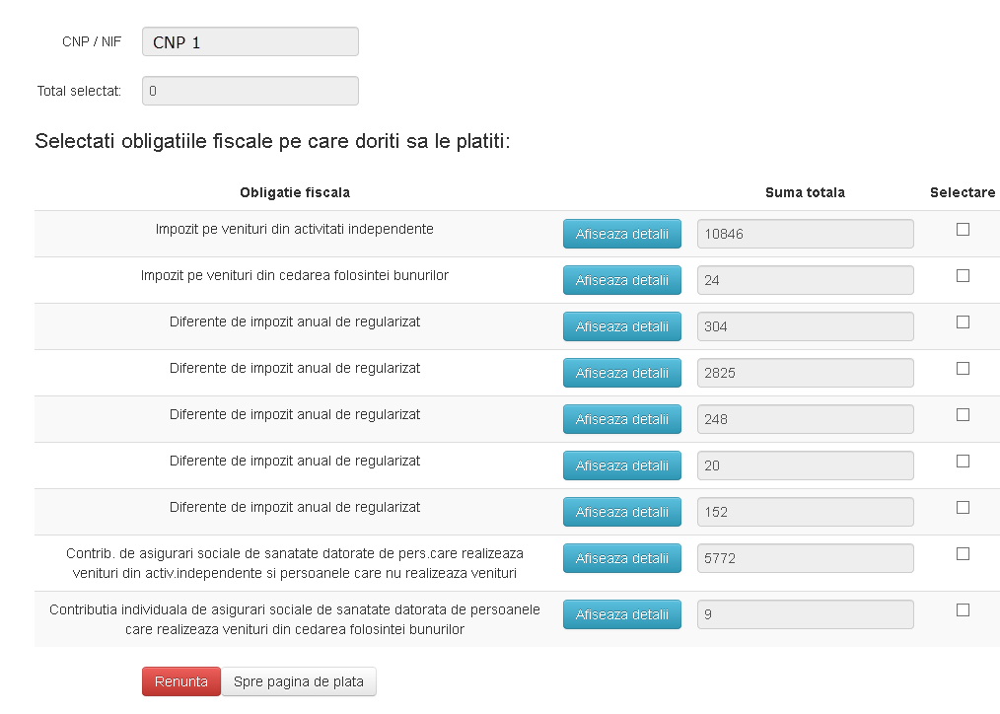 CNP / NIF CNP 1
Total selectat: 0
Selectati obligatiile fiscale pe care doriti sa le platiti:
Obligatie fiscala Suma totala Selectare
Impozit pe venituri din activitati independente Afiseaza detalii 10846
Impozit pe venituri din cedarea folosintei bunurilor Afiseaza detalii 24
Diferente de impozit anual de regularizat Afiseaza detalii 304
Diferente de impozit anual de regularizat Afiseaza detalii 2825
Diferente de impozit anual de regularizat Afiseaza detalii 248
Diferente de impozit anual de regularizat Afiseaza detalii 20
Diferente de impozit anual de regularizat Afiseaza detalii 152
Contrib. de asigurari sociale de sanatate datorate de pers.care realizeaza
venituri din activ.independente si persoanele care nu realizeaza venituri Afiseaza detalii 5772
Contributia individuala de asigurari sociale de sanatate datorata de persoanele
care realizeaza venituri din cedarea folosintei bunurilor Afiseaza detalii 9
Renunta Spre pagina de plata